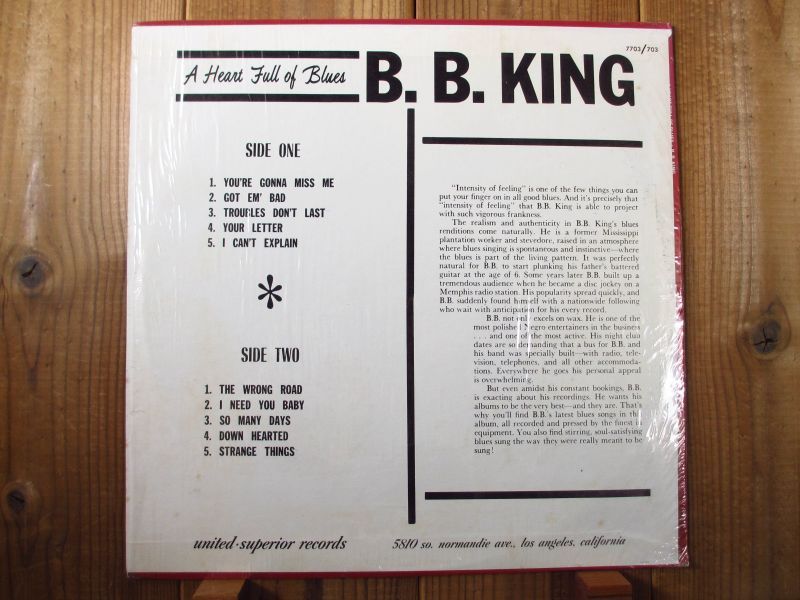 7703/703
A Heart Full of Blues
B. B. KING
SIDE ONE
1. YOU'RE GONNA MISS ME
2. GOT EM' BAD
3. TROUBLES DON'T LAST
4. YOUR LETTER
5. I CAN'T EXPLAIN
*
SIDE TWO
1. THE WRONG ROAD
2. I NEED YOU BABY
3. SO MANY DAYS
4. DOWN HEARTED
5. STRANGE THINGS
"Intensity of feeling" is one of the few things you can
put your finger on in all good blues. And it's precisely that
"intensity of feeling" that B.B. King is able to project
with such vigorous frankness.
The realism and authenticity in B.B. King's blues
renditions come naturally. He is a former Mississippi
plantation worker and stevedore, raised in an atmosphere
where blues singing is spontaneous and instinctive—where
the blues is part of the living pattern. It was perfectly
natural for B.B. to start plunking his father's battered
guitar at the age of 6. Some years later B.B. built up a
tremendous audience when he became a disc jockey on a
Memphis radio station. His popularity spread quickly, and
B.B. suddenly found himself with a nationwide following
who wait with anticipation for his every record.
B.B. not only excels on wax. He is one of the
most polished Negro entertainers in the business
. . . . and one of the most active. His night club
dates are so demanding that a bus for B.B. and
his band was specially built—with radio, tele-
vision, telephones, and all other accommoda-
tions. Everywhere he goes his personal appeal
is overwhelming.
But even amidst his constant bookings, B.B.
is exacting about his recordings. He wants his
albums to be the very best—and they are. That's
why you'll find B.B.'s latest blues songs in this
album, all recorded and pressed by the finest in
equipment. You also find stirring, soul-satisfying
blues sung the way they were really meant to be
sung!
united·superior records
5810 so. normandie ave., los angeles, california